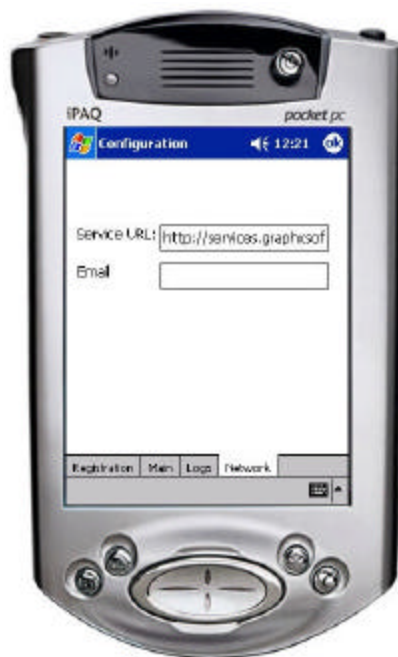 iPAQ pocket pc
Configuration 12:21 ok
Service URL: http://services.graphicsof
Email
Registration Main Logs Network